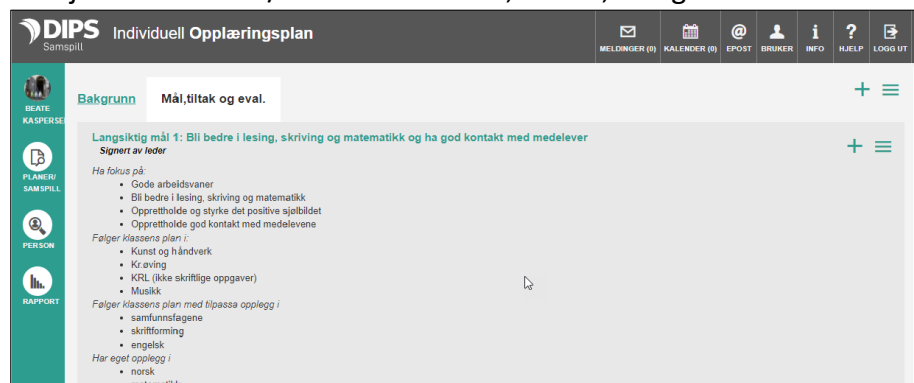 DIPS
Samspill
Individuell Opplæringsplan
MELDINGER (0)
KALENDER (0)
EPOST
BRUKER
INFO
HJELP
LOGG UT
BEATE
KASPERSE
PLANER/
SAMSPILL
PERSON
RAPPORT
Bakgrunn
Mål,tiltak og eval.
Langsiktig mål 1: Bli bedre i lesing, skriving og matematikk og ha god kontakt med medelever
Signert av leder
Ha fokus på:
Gode arbeidsvaner
Bli bedre i lesing, skriving og matematikk
Opprettholde og styrke det positive sjølbildet
Opprettholde god kontakt med medelevene
Følger klassens plan i:
Kunst og håndverk
Kr.øving
KRL (ikke skriftlige oppgaver)
Musikk
Følger klassens plan med tilpassa opplegg i
samfunnsfagene
skriftforming
engelsk
Har eget opplegg i
norsk